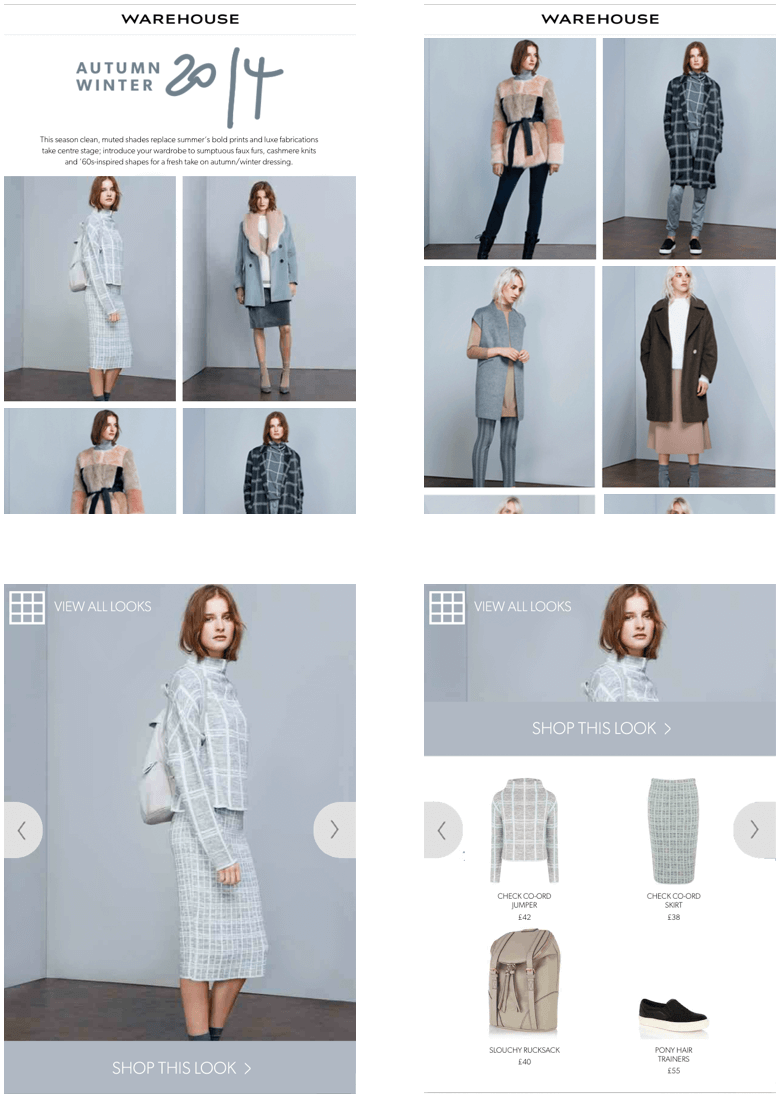 WAREHOUSE
AUTUMN
WINTER 2014
This season clean, muted shades replace summer's bold prints and luxe fabrications
take centre stage; introduce your wardrobe to sumptuous faux furs, cashmere knits
and '60s-inspired shapes for a fresh take on autumn/winter dressing.
WAREHOUSE
VIEW ALL LOOKS
SHOP THIS LOOK >
VIEW ALL LOOKS
SHOP THIS LOOK >
CHECK CO-ORD
JUMPER
£42
CHECK CO-ORD
SKIRT
£38
SLOUCHY RUCKSACK
£40
PONY HAIR
TRAINERS
£55